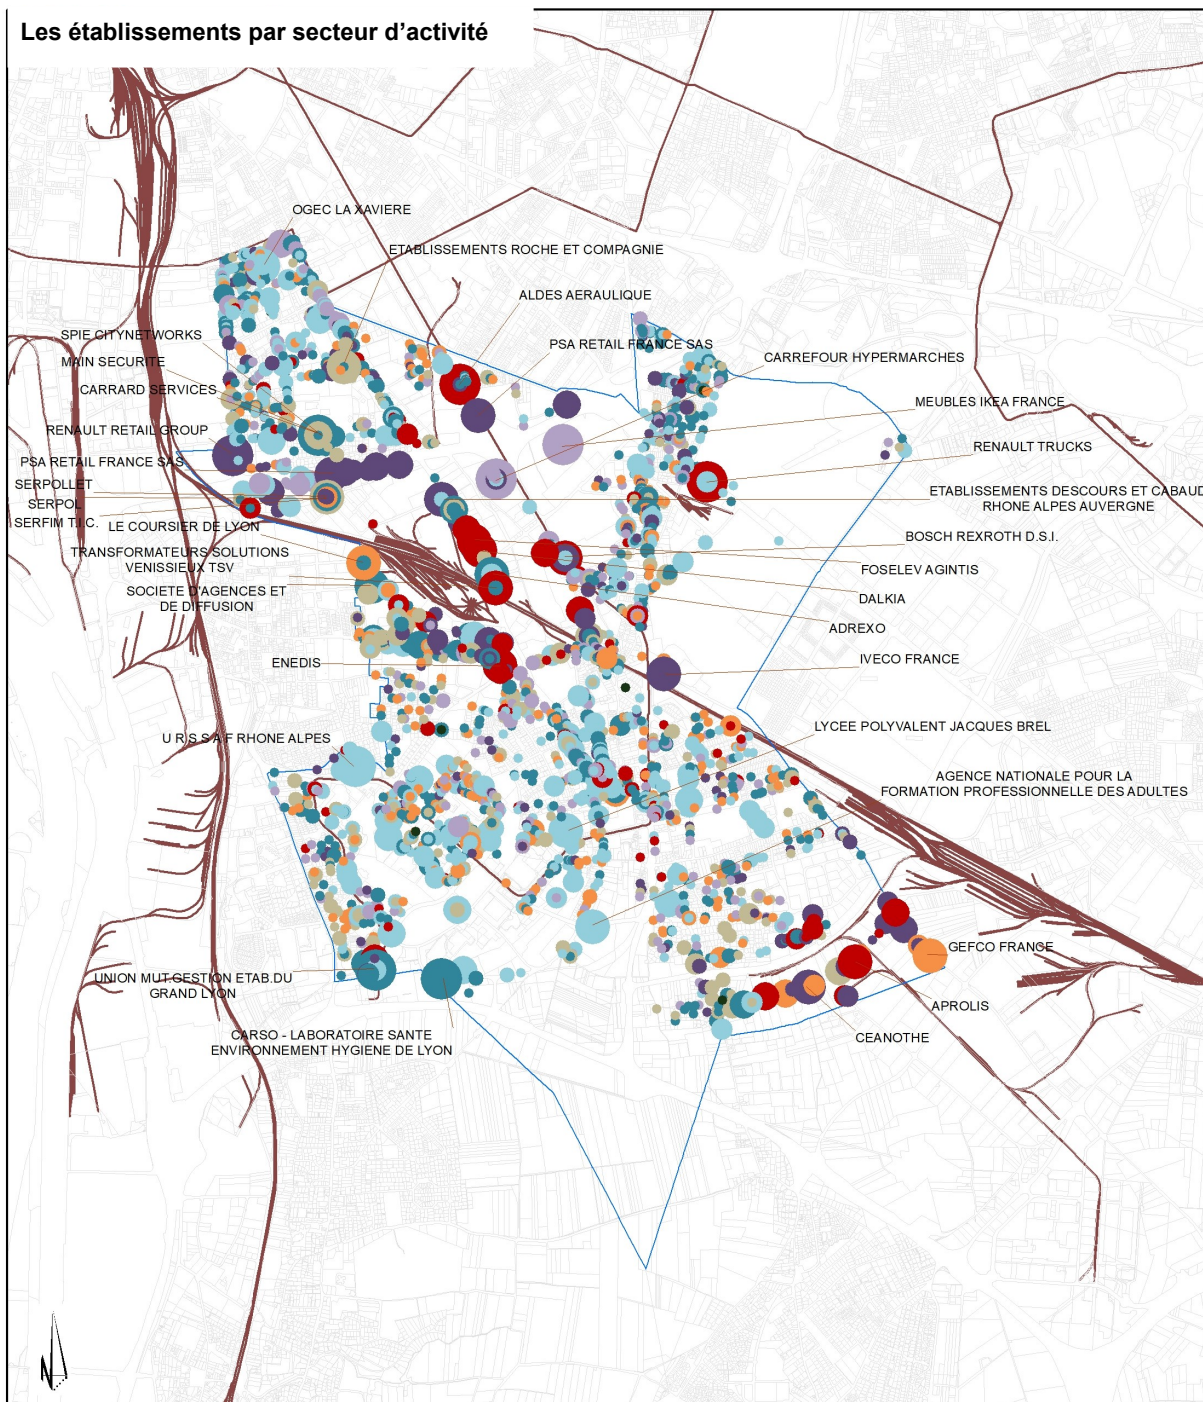 Les établissements par secteur d’activité
OGEC LA XAVIERE
ETABLISSEMENTS ROCHE ET COMPAGNIE
ALDES AERAULIQUE
SPIE CITYNETWORKS
PSA RETAIL FRANCE SAS
MAIN SECURITE
CARREFOUR HYPERMARCHES
CARRARD SERVICES
MEUBLES IKEA FRANCE
RENAULT RETAIL GROUP
RENAULT TRUCKS
PSA RETAIL FRANCE SAS
SERPOLLET
ETABLISSEMENTS DESCOURS ET CABAUD
RHONE ALPES AUVERGNE
SERPOL
SERFIM T.I.C.
LE COURSIER DE LYON
BOSCH REXROTH D.S.I.
TRANSFORMATEURS SOLUTIONS
VENISSIEUX TSV
FOSELEV AGINTIS
SOCIETE D'AGENCES ET
DE DIFFUSION
DALKIA
ADREXO
ENEDIS
IVECO FRANCE
LYCEE POLYVALENT JACQUES BREL
U R S S A F RHONE ALPES
AGENCE NATIONALE POUR LA
FORMATION PROFESSIONNELLE DES ADULTES
GEFCO FRANCE
UNION MUT.GESTION ETAB.DU
GRAND LYON
APROLIS
CARSO - LABORATOIRE SANTE
ENVIRONNEMENT HYGIENE DE LYON
CEANOTHE
N